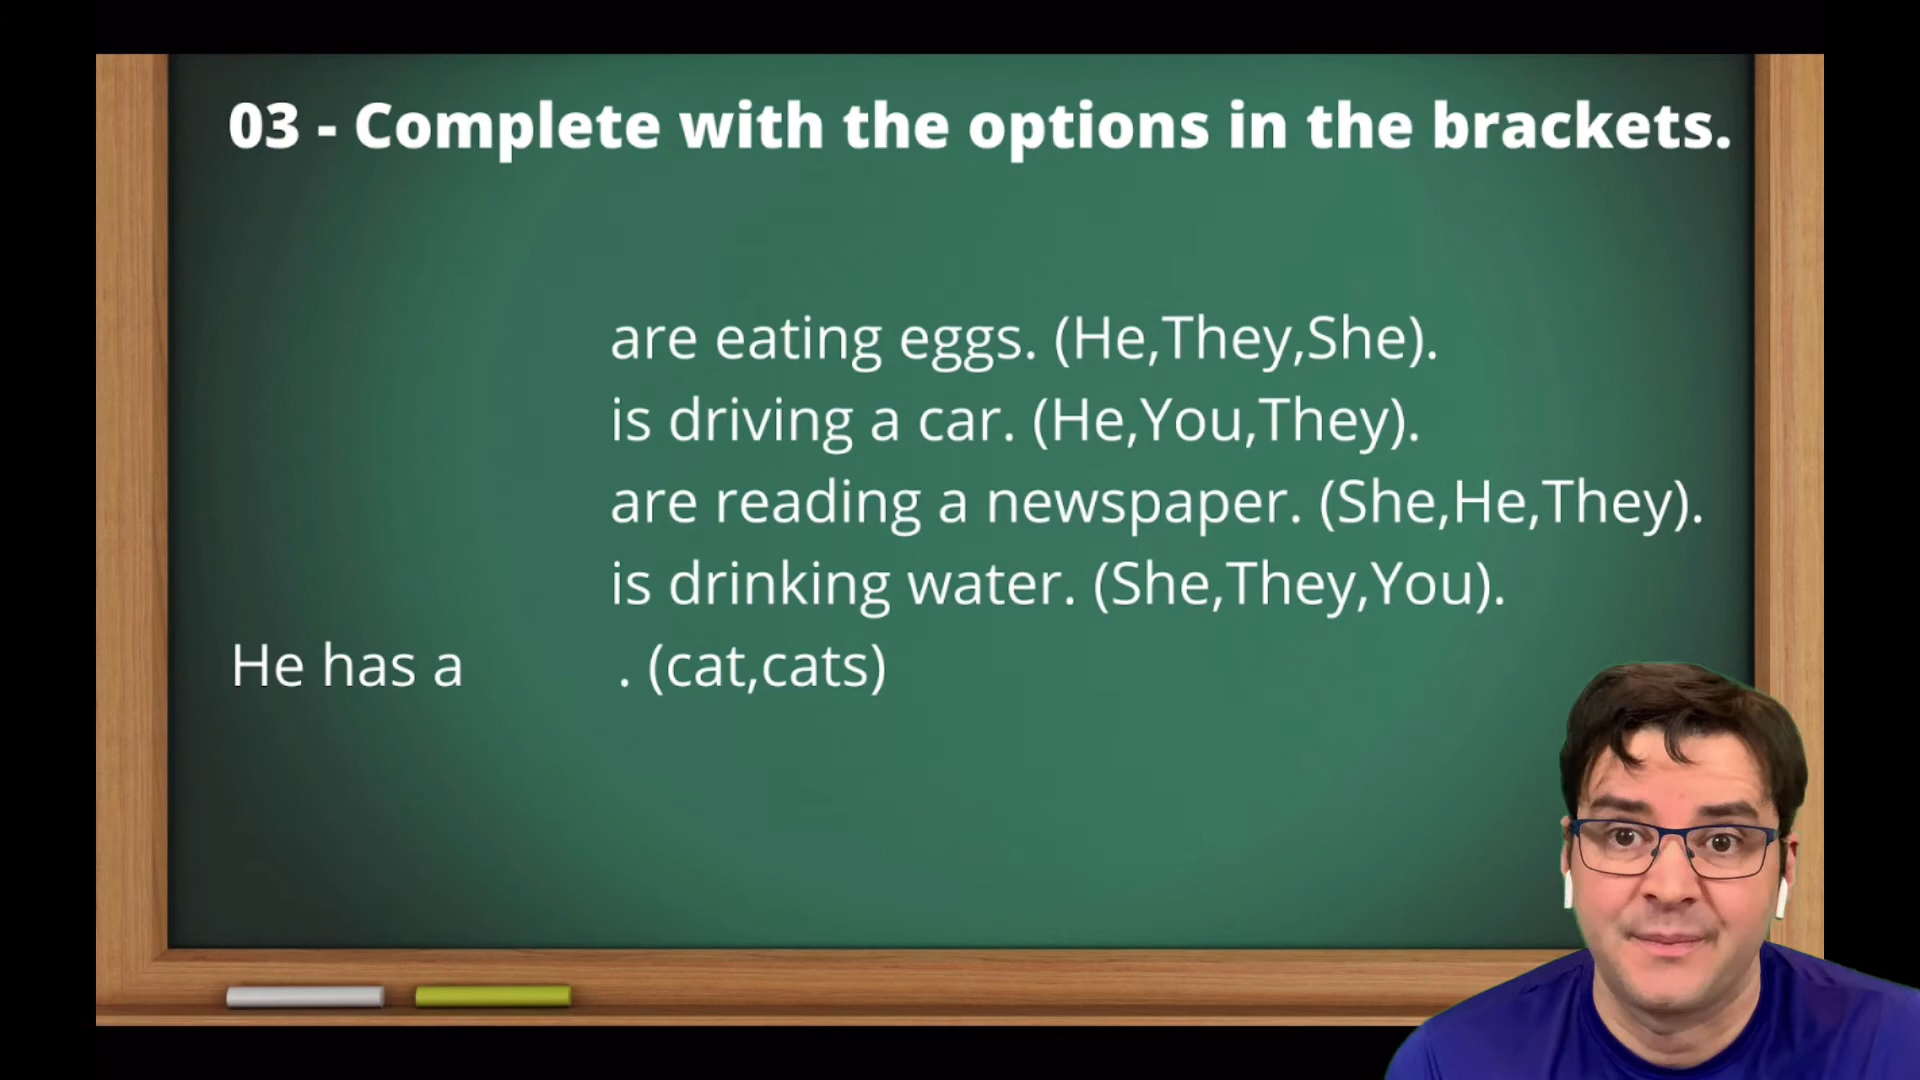 03 - Complete with the options in the brackets.
are eating eggs. (He,They,She).
is driving a car. (He,You,They).
are reading a newspaper. (She,He,They).
is drinking water. (She,They,You).
He has a . (cat,cats)